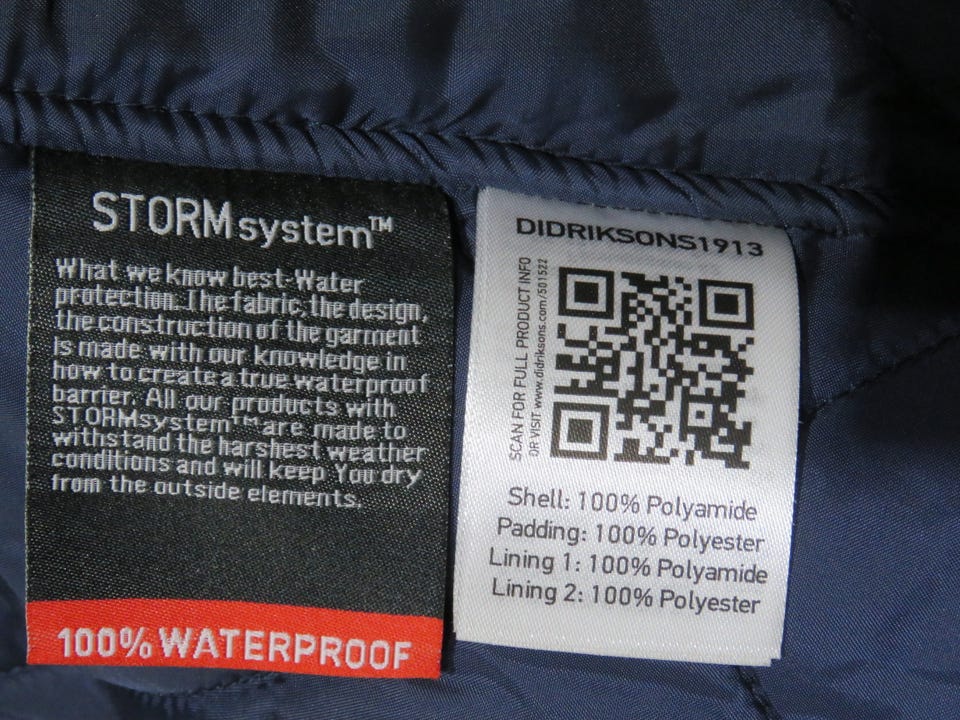 STORMsystem™
What we know best-Water
protection. The fabric, the design,
the construction of the garment
is made with our knowledge in
how to create a true waterproof
barrier. All our products with
STORMsystem™ are made to
withstand the harshest weather
conditions and will keep You dry
from the outside elements.
100% WATERPROOF
DIDRIKSONS1913
SCAN FOR FULL PRODUCT INFO
OR VISIT www.didriksons.com/501522
Shell: 100% Polyamide
Padding: 100% Polyester
Lining 1: 100% Polyamide
Lining 2: 100% Polyester